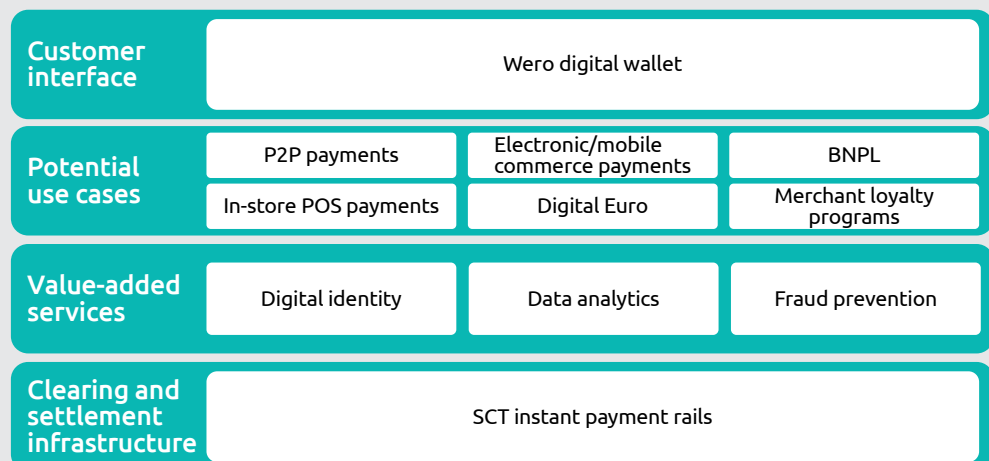 Customer
interface
Wero digital wallet
Potential
use cases
P2P payments
Electronic/mobile
commerce payments
BNPL
In-store POS payments
Digital Euro
Merchant loyalty
programs
Value-added
services
Digital identity
Data analytics
Fraud prevention
Clearing and
settlement
infrastructure
SCT instant payment rails